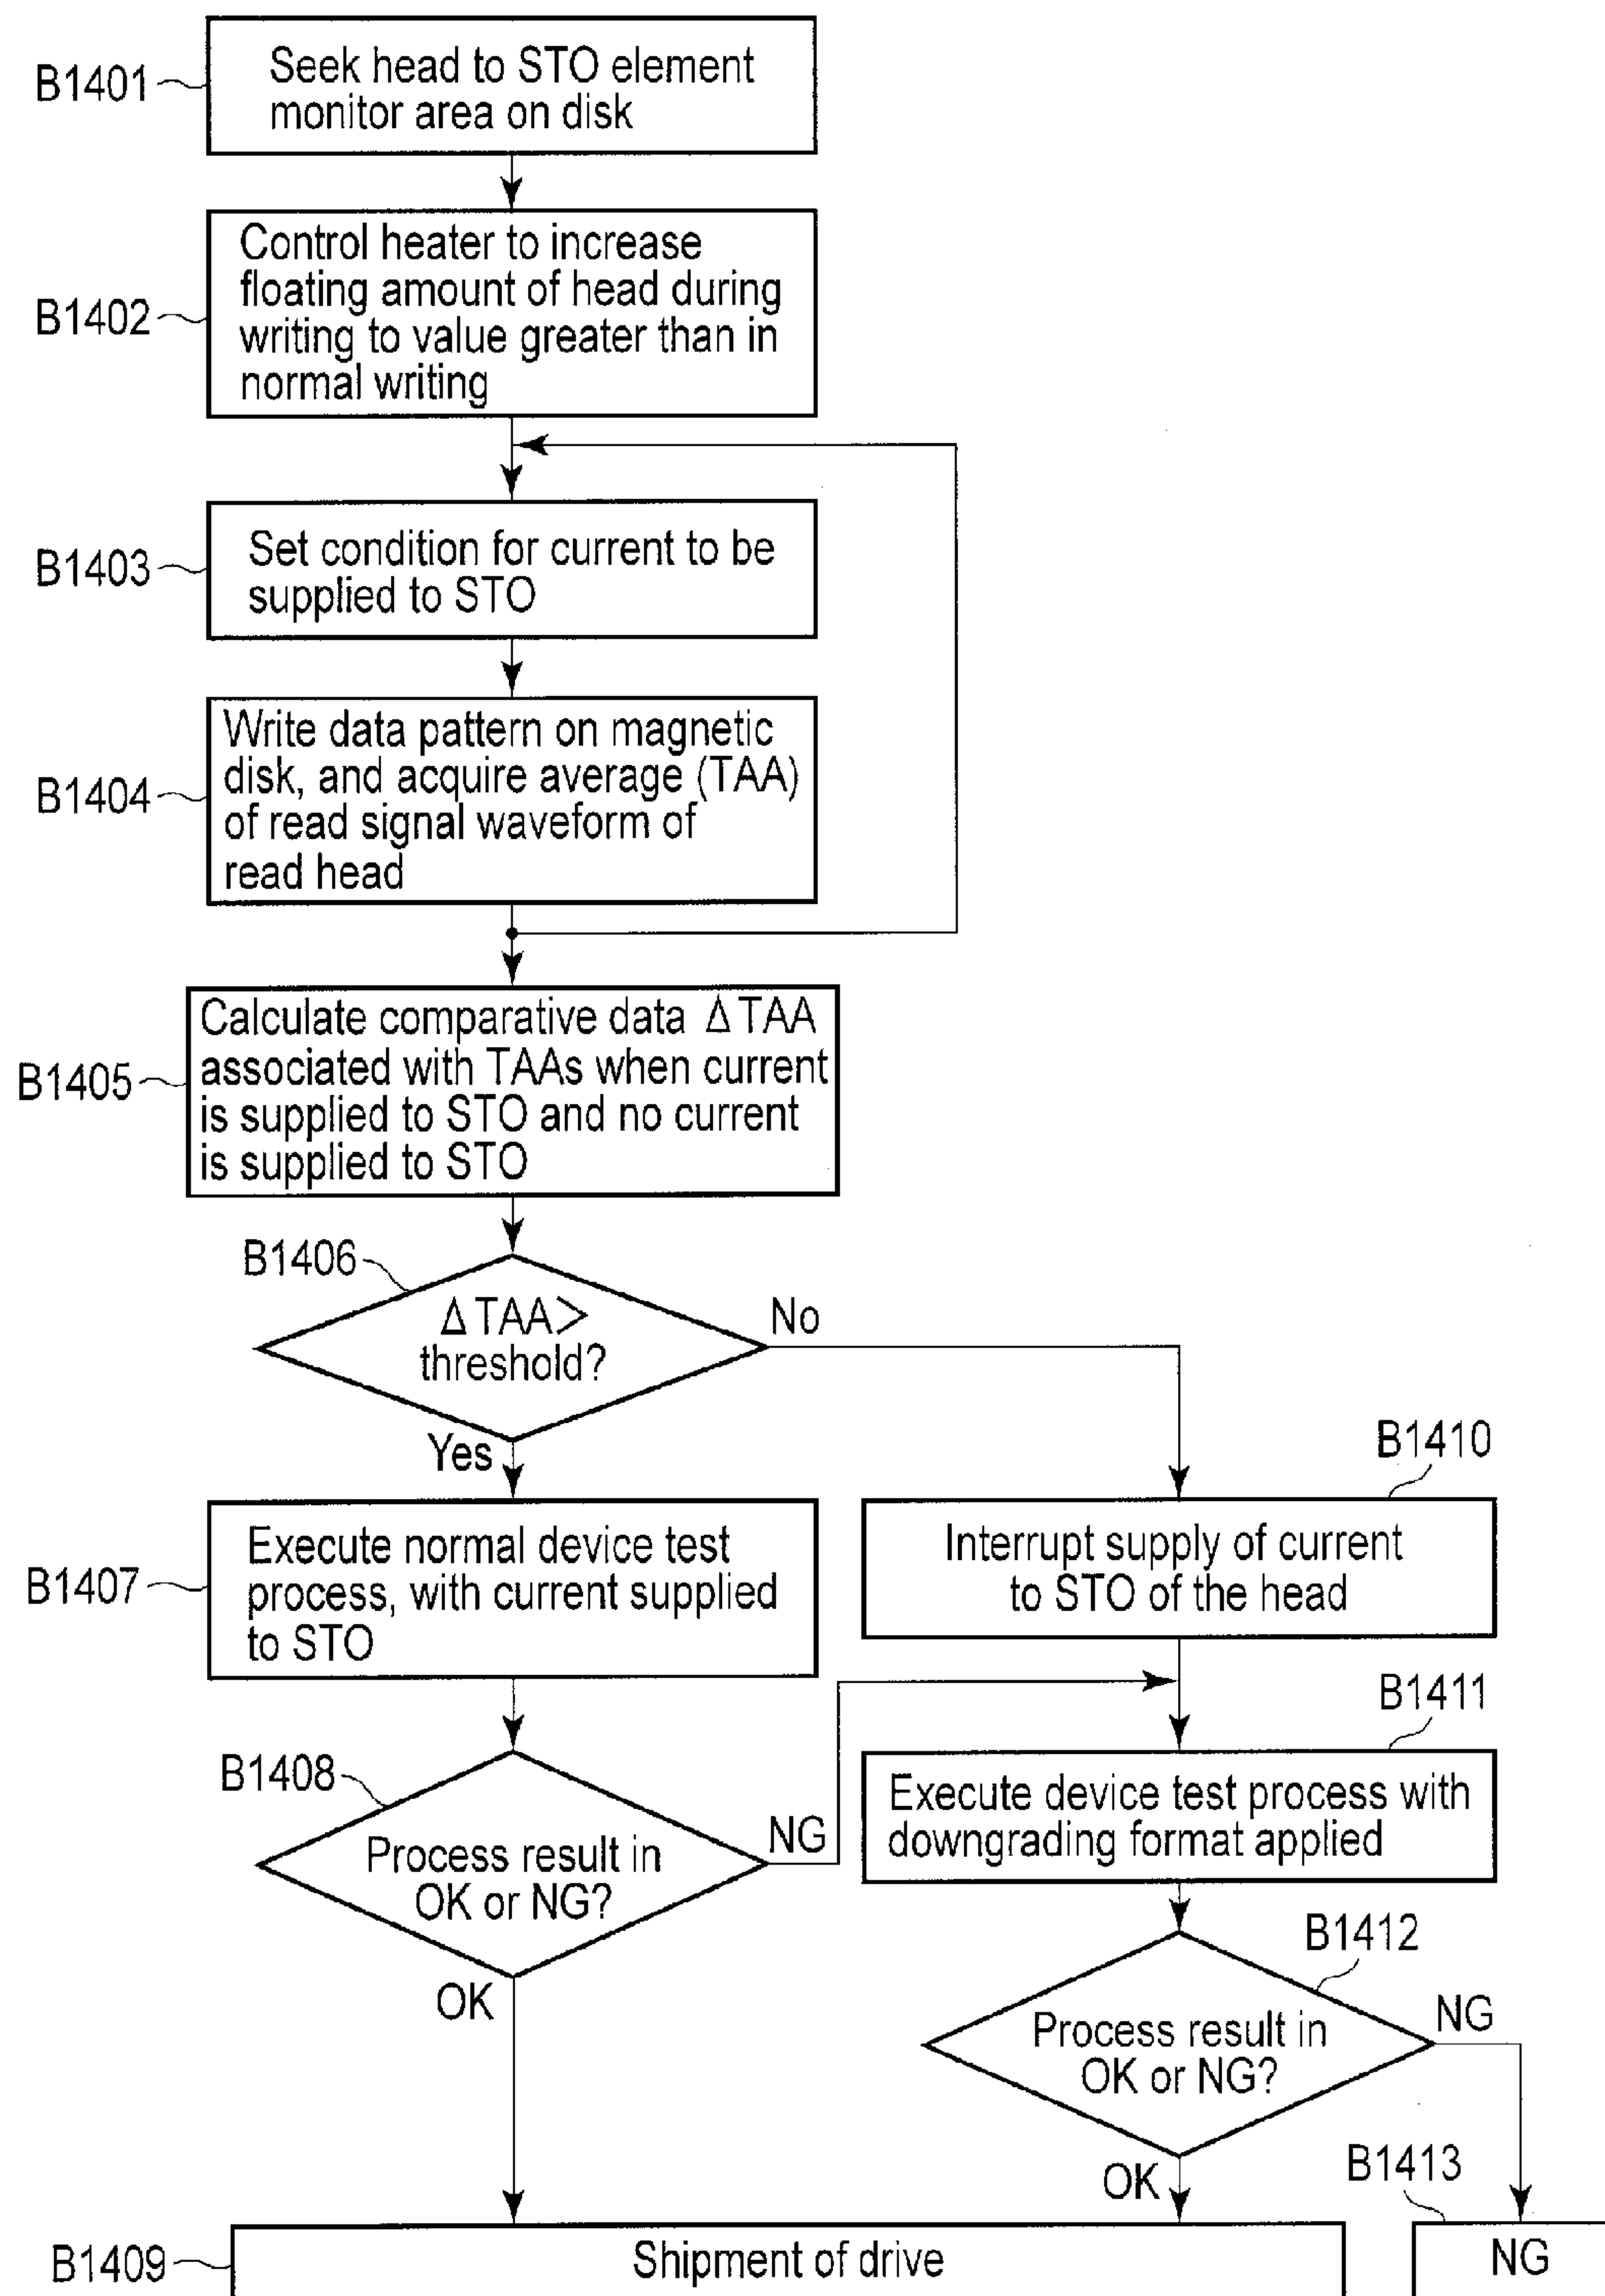 B1401
Seek head to STO element
monitor area on disk
B1402
Control heater to increase
floating amount of head during
writing to value greater than in
normal writing
B1403
Set condition for current to be
supplied to STO
B1404
Write data pattern on magnetic
disk, and acquire average (TAA)
of read signal waveform of
read head
B1405
Calculate comparative data ΔTAA
associated with TAAs when current
is supplied to STO and no current
is supplied to STO
B1406
ΔTAA>
threshold?
No
Yes
B1407
Execute normal device test
process, with current supplied
to STO
B1410
Interrupt supply of current
to STO of the head
B1408
Process result in
OK or NG?
NG
OK
B1411
Execute device test process with
downgrading format applied
B1412
Process result in
OK or NG?
NG
OK
B1409
Shipment of drive
B1413
NG